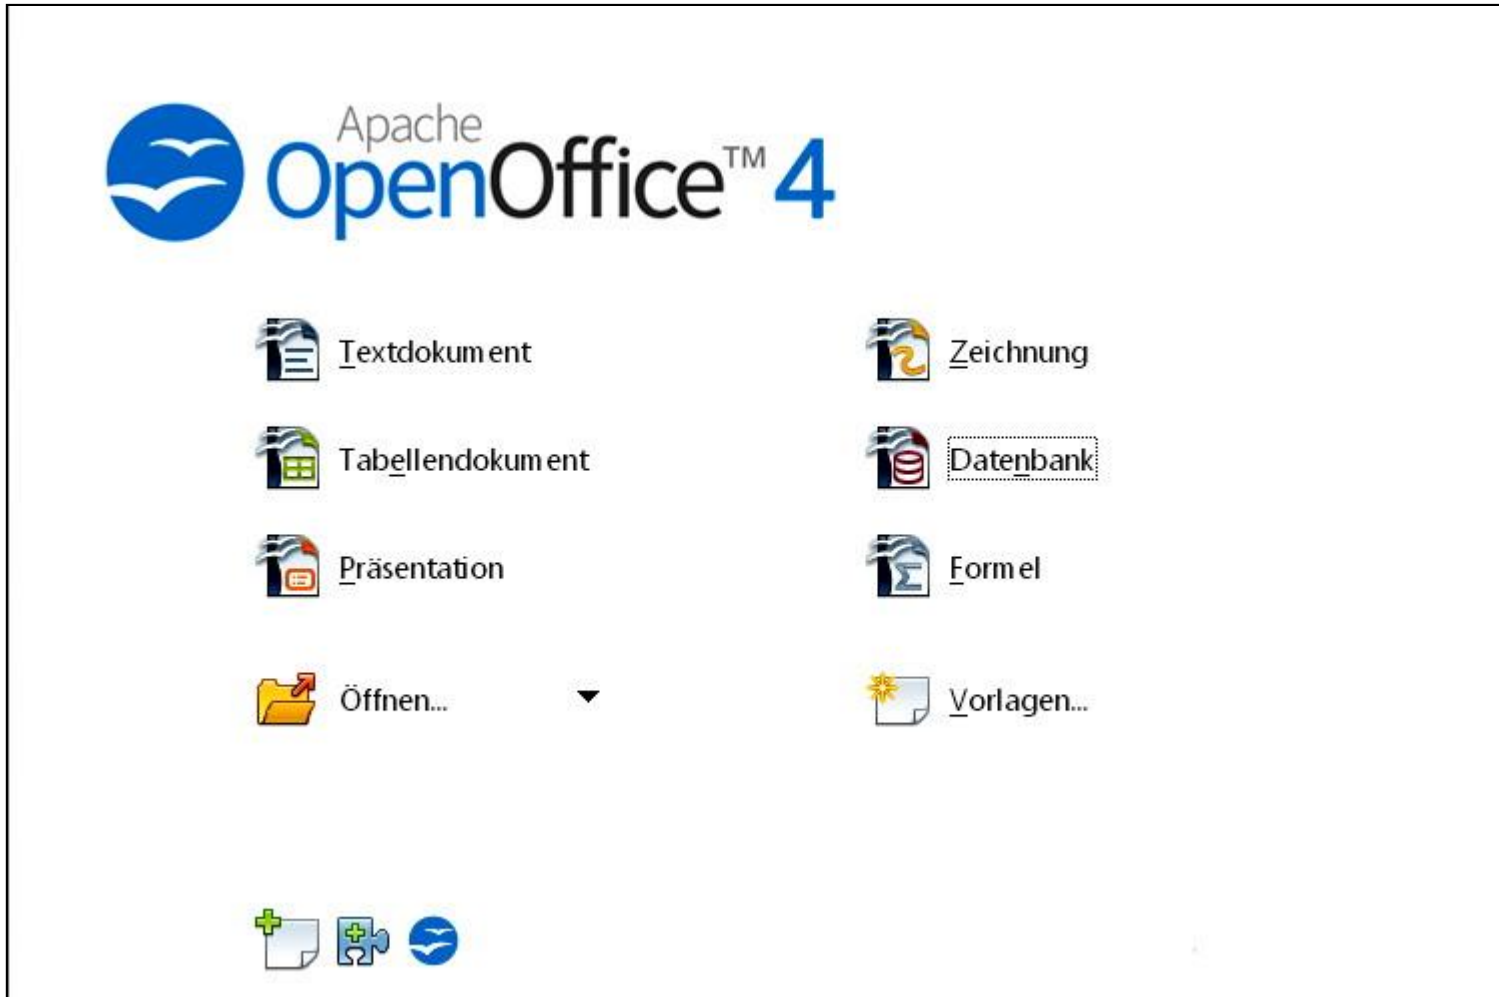 Apache
OpenOffice™ 4
Textdokument
Zeichnung
Tabellendokument
Datenbank
Präsentation
Formel
Öffnen...
Vorlagen...